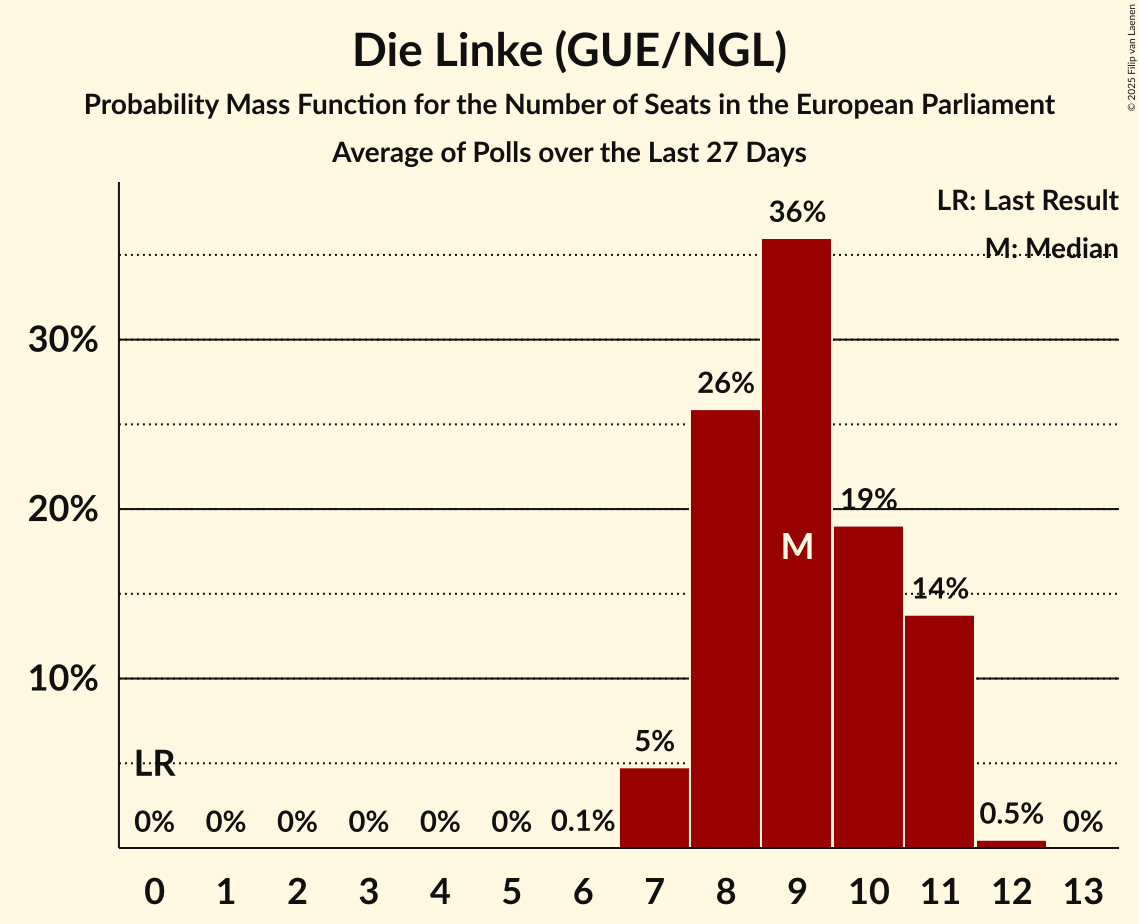 Die Linke (GUE/NGL)
Probability Mass Function for the Number of Seats in the European Parliament
Average of Polls over the Last 27 Days
© 2025 Filip van Laenen
LR: Last Result
M: Median
36%
30%
26%
20%
19%
M
14%
10%
5%
LR
0% 0% 0% 0% 0% 0% 0.1% 0.5% 0%
0 1 2 3 4 5 6 7 8 9 10 11 12 13